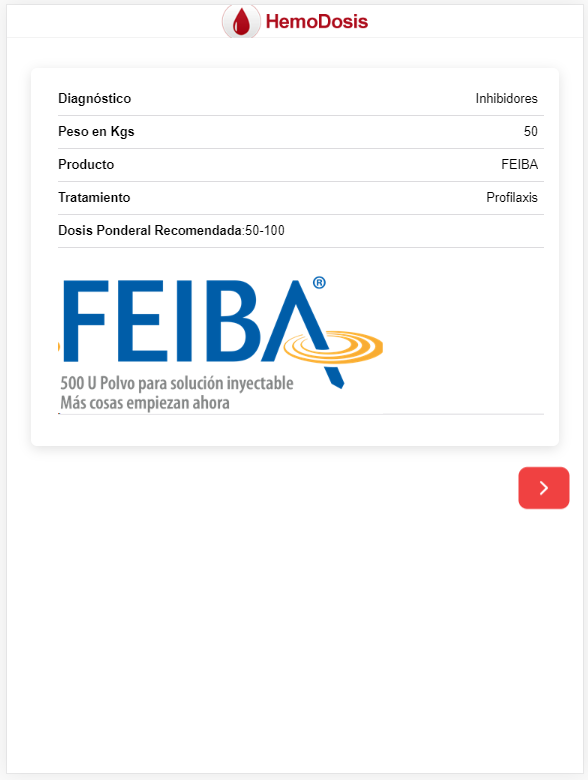 HemoDosis
Diagnóstico Inhibidores
Peso en Kgs 50
Producto FEIBA
Tratamiento Profilaxis
Dosis Ponderal Recomendada:50-100
FEIBA®
500 U Polvo para solución inyectable
Más cosas empiezan ahora